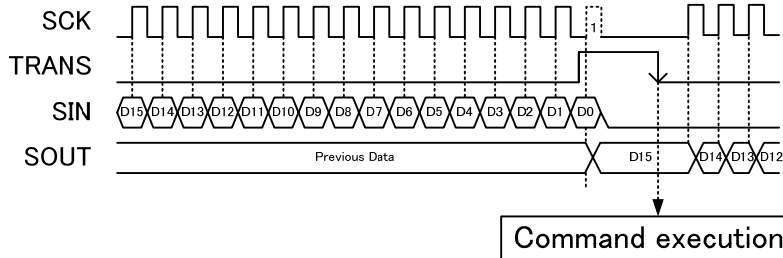 SCK 1
TRANS
SIN D15 D14 D13 D12 D11 D10 D9 D8 D7 D6 D5 D4 D3 D2 D1 D0
SOUT Previous Data D15 D14 D13 D12
Command execution